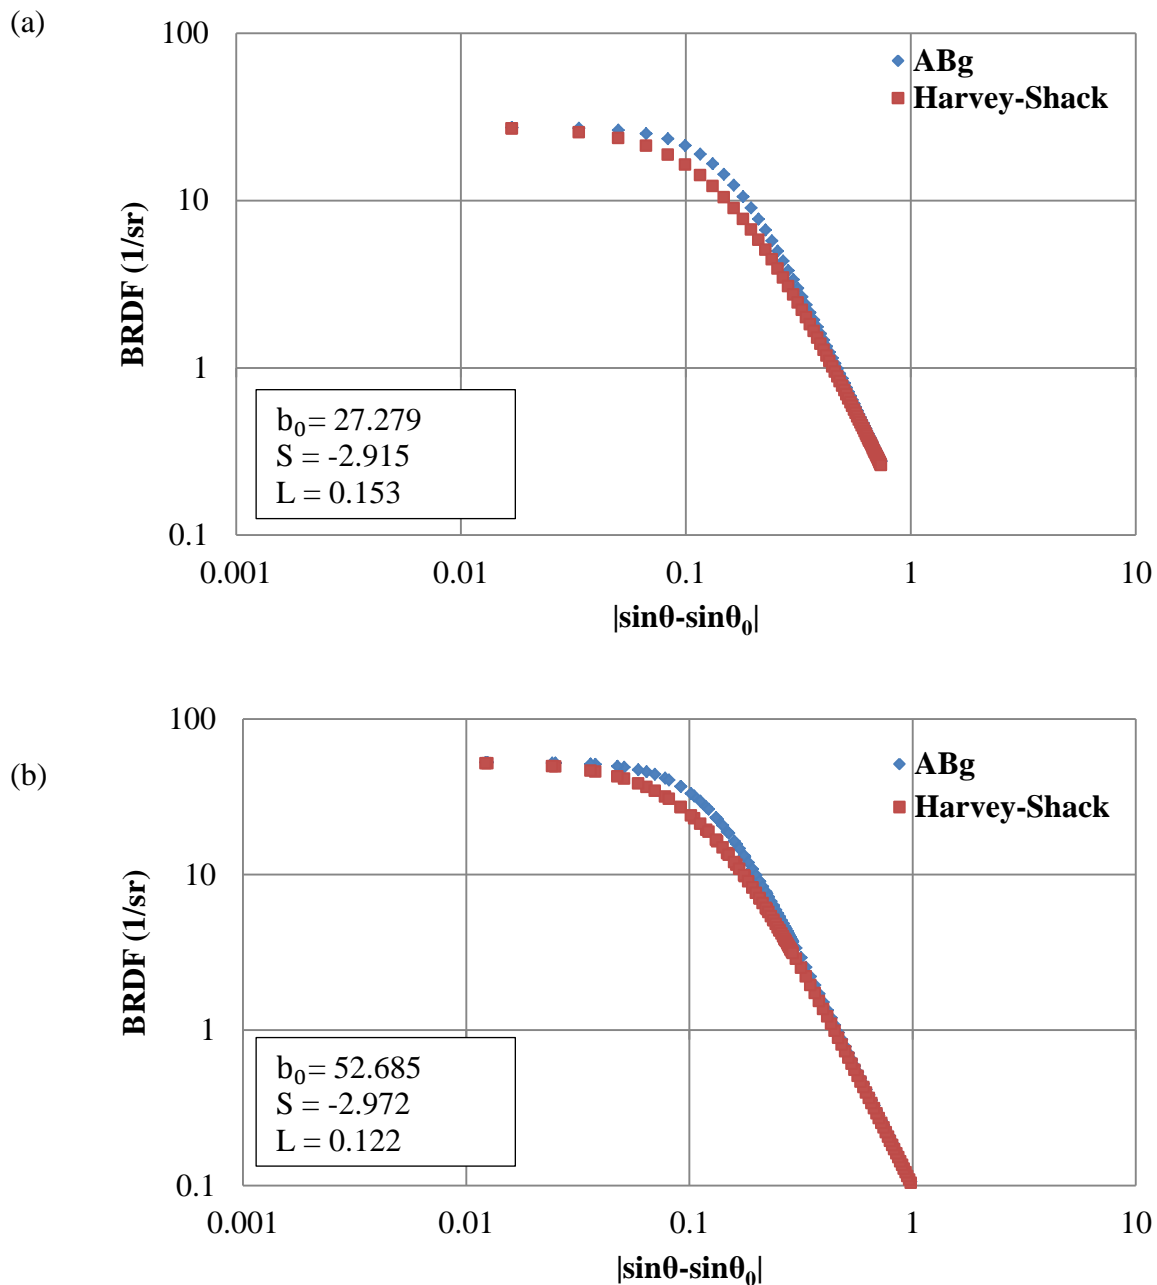 (a)
100
10
1
0.1
BRDF (1/sr)
ABg
Harvey-Shack
b₀= 27.279
S = -2.915
L = 0.153
0.001 0.01 0.1 1 10
|sinθ-sinθ₀|
(b)
100
10
1
0.1
BRDF (1/sr)
ABg
Harvey-Shack
b₀= 52.685
S = -2.972
L = 0.122
0.001 0.01 0.1 1 10
|sinθ-sinθ₀|